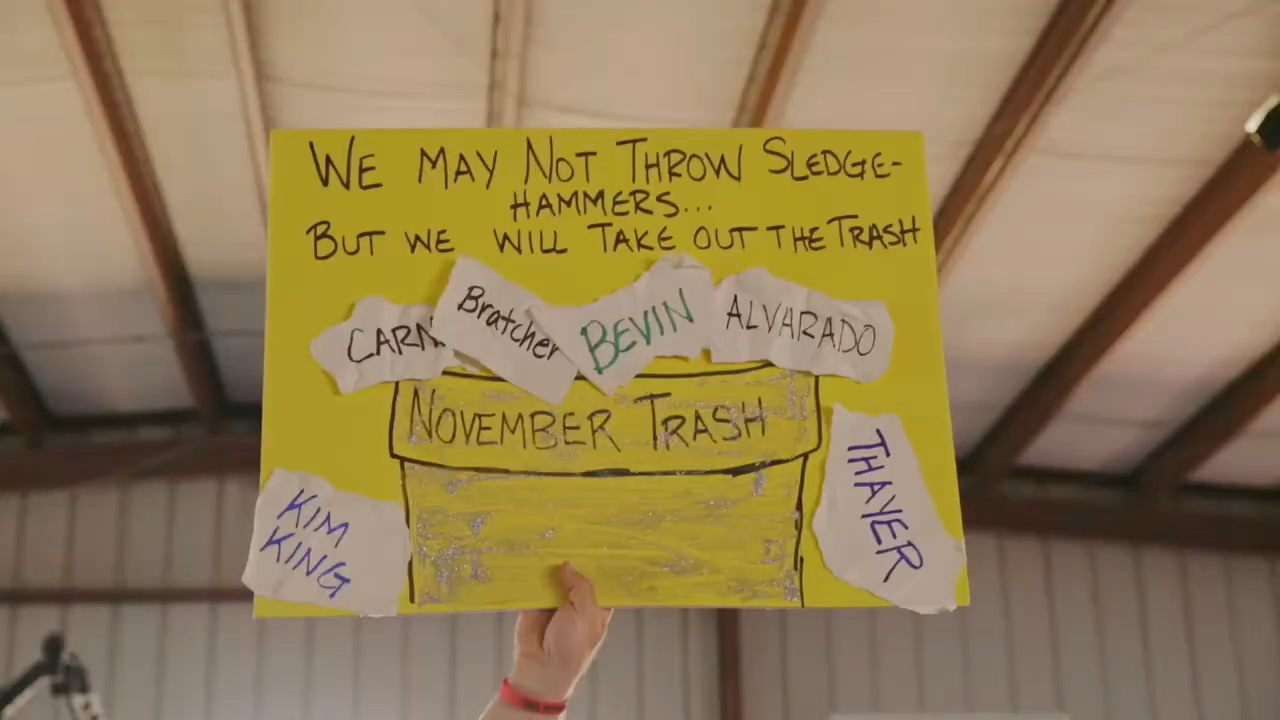 WE MAY NOT THROW SLEDGE-
HAMMERS...
BUT WE WILL TAKE OUT THE TRASH
CARN
Bratcher
BEVIN
ALVARADO
NOVEMBER TRASH
KIM
KING
THAYER